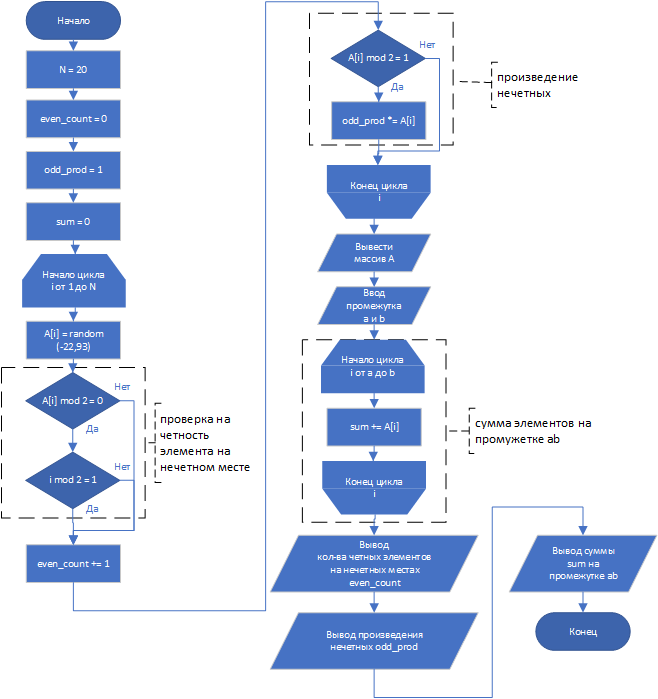 Начало
N = 20
even_count = 0
odd_prod = 1
sum = 0
Начало цикла
i от 1 до N
A[i] = random
(-22,93)
A[i] mod 2 = 0
Нет
Да
i mod 2 = 1
Нет
Да
проверка на
четность
элемента на
нечетном месте
even_count += 1
A[i] mod 2 = 1
Нет
Да
odd_prod *= A[i]
произведение
нечетных
Конец цикла
i
Вывести
массив A
Ввод
промежутка
a и b
Начало цикла
i от a до b
sum += A[i]
Конец цикла
i
сумма элементов на
промужетке ab
Вывод
кол-ва четных элементов
на нечетных местах
even_count
Вывод произведения
нечетных odd_prod
Вывод суммы
sum на
промежутке ab
Конец